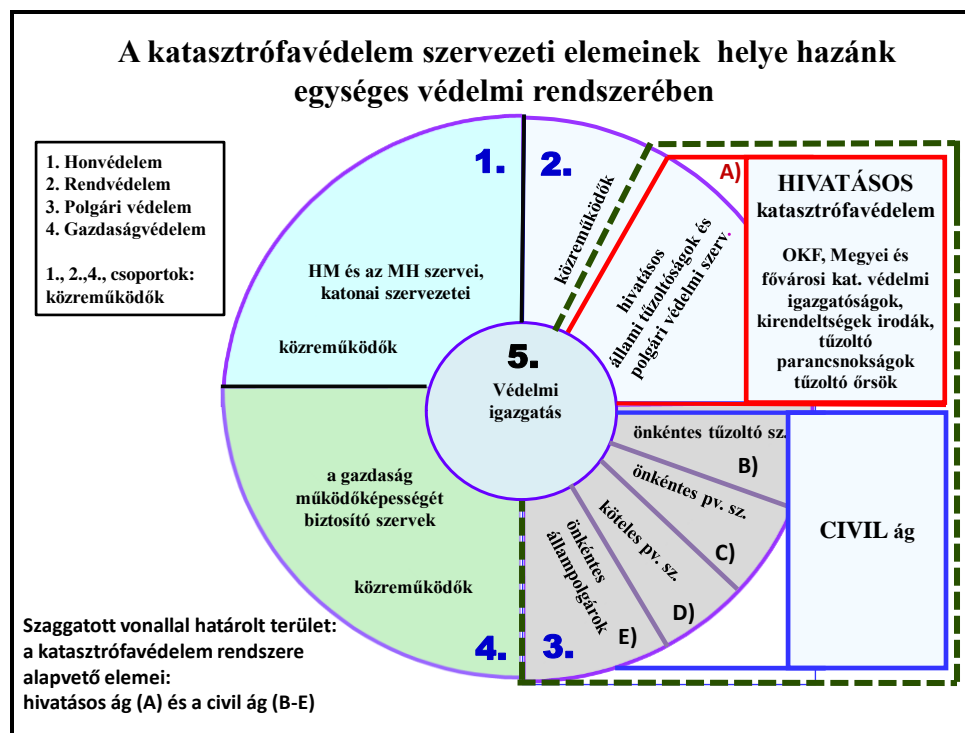 A katasztrófavédelem szervezeti elemeinek helye hazánk
egységes védelmi rendszerében
1. Honvédelem
2. Rendvédelem
3. Polgári védelem
4. Gazdaságvédelem
1., 2.,4., csoportok:
közreműködők
1.
HM és az MH szervei,
katonai szervezetei
közreműködők
2.
közreműködők
A)
hivatásos
állami tűzoltóságok és
polgári védelmi szerv.
HIVATÁSOS
katasztrófavédelem
OKF, Megyei és
fővárosi kat. védelmi
igazgatóságok,
kirendeltségek irodák,
tűzoltó
parancsnokságok
tűzoltó őrsök
5.
Védelmi
igazgatás
önkéntes tűzoltó sz.
B)
önkéntes pv. sz.
C)
köteles pv. sz.
D)
önkéntes
állampolgárok
E)
3.
CIVIL ág
a gazdaság
működőképességét
biztosító szervek
közreműködők
4.
Szaggatott vonallal határolt terület:
a katasztrófavédelem rendszere
alapvető elemei:
hivatásos ág (A) és a civil ág (B-E)